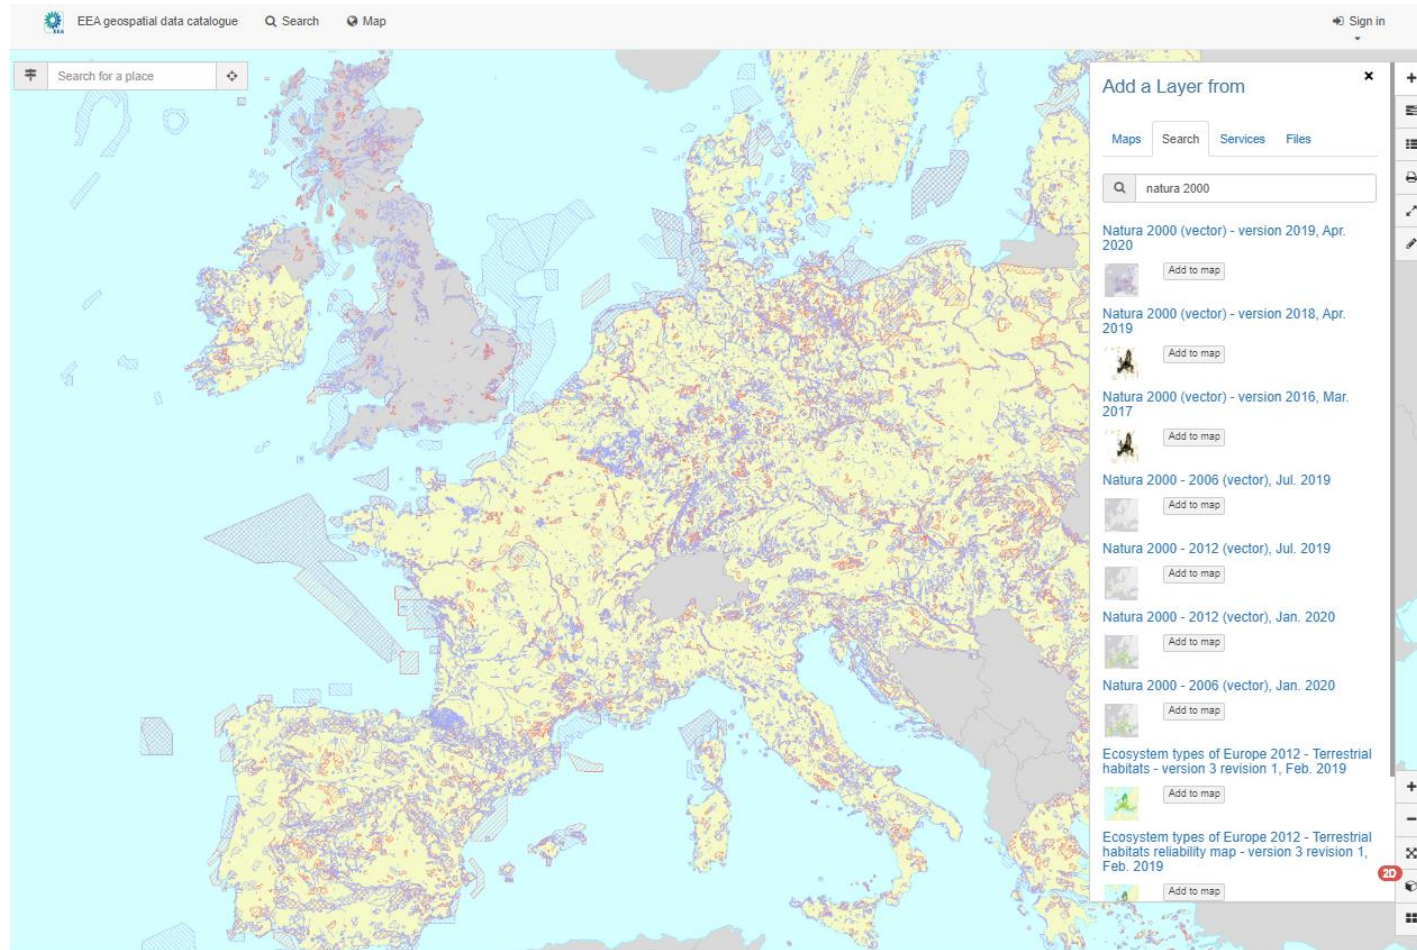 EEA geospatial data catalogue
Search
Map
Sign in
EEA
Search for a place
Add a Layer from
×
Maps
Search
Services
Files
natura 2000
Natura 2000 (vector) - version 2019, Apr.
2020
Add to map
Natura 2000 (vector) - version 2018, Apr.
2019
Add to map
Natura 2000 (vector) - version 2016, Mar.
2017
Add to map
Natura 2000 - 2006 (vector), Jul. 2019
Add to map
Natura 2000 - 2012 (vector), Jul. 2019
Add to map
Natura 2000 - 2012 (vector), Jan. 2020
Add to map
Natura 2000 - 2006 (vector), Jan. 2020
Add to map
Ecosystem types of Europe 2012 - Terrestrial
habitats - version 3 revision 1, Feb. 2019
Add to map
Ecosystem types of Europe 2012 - Terrestrial
habitats reliability map - version 3 revision 1,
Feb. 2019
2D
Add to map